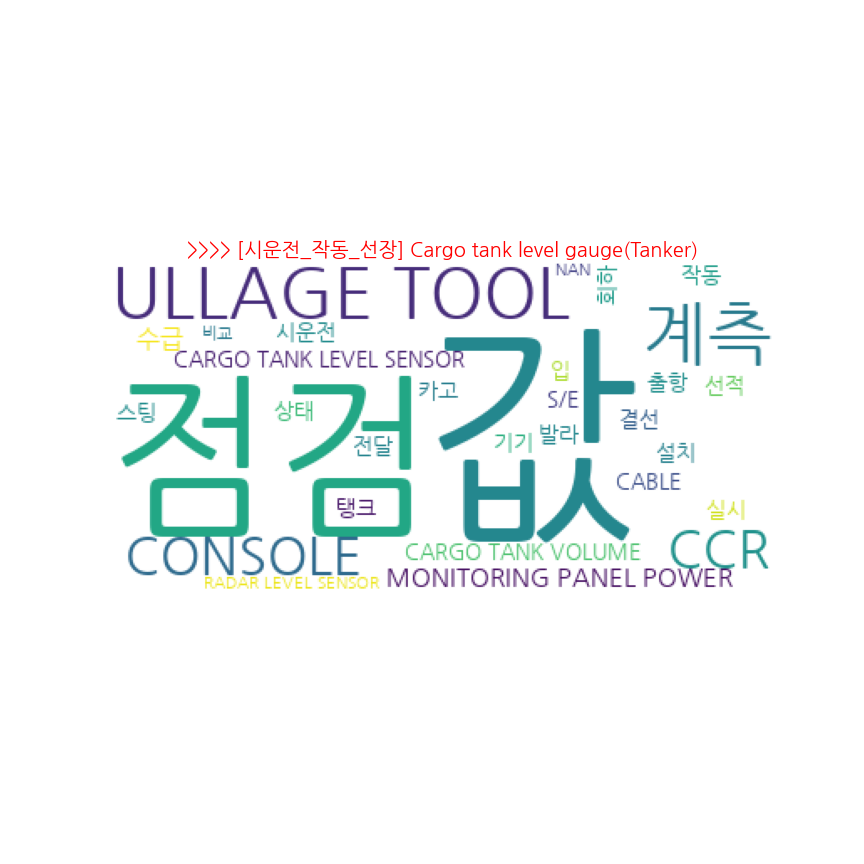 >>>> [시운전_작동_선장] Cargo tank level gauge(Tanker)
ULLAGE TOOL
NAN
회하
작동
계측
수급
비교
시운전
CARGO TANK LEVEL SENSOR
값
점검
입
카고
S/E
출항
선적
스팅
상태
전달
기기
발라
결선
설치
CABLE
탱크
실시
CONSOLE
CARGO TANK VOLUME
CCR
RADAR LEVEL SENSOR
MONITORING PANEL POWER